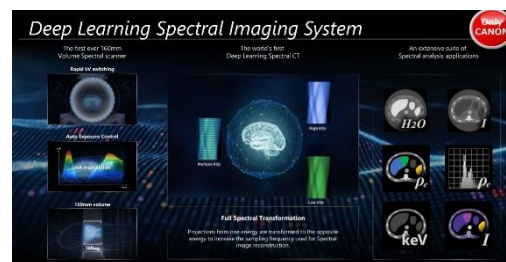 Deep Learning Spectral Imaging System
Only
CANON
The first ever 160mm
Volume Spectral scanner
Rapid kV switching
Auto Exposure Control
160mm volume
The world's first
Deep Learning Spectral CT
Multiple kVp
High kVp
Low kVp
Full Spectral Transformation
Projections from one energy are transformed to the opposite
energy to increase the sampling frequency used for Spectral
image reconstruction.
An extensive suite of
Spectral analysis applications
H2O
I
ρe
ρe
keV
I